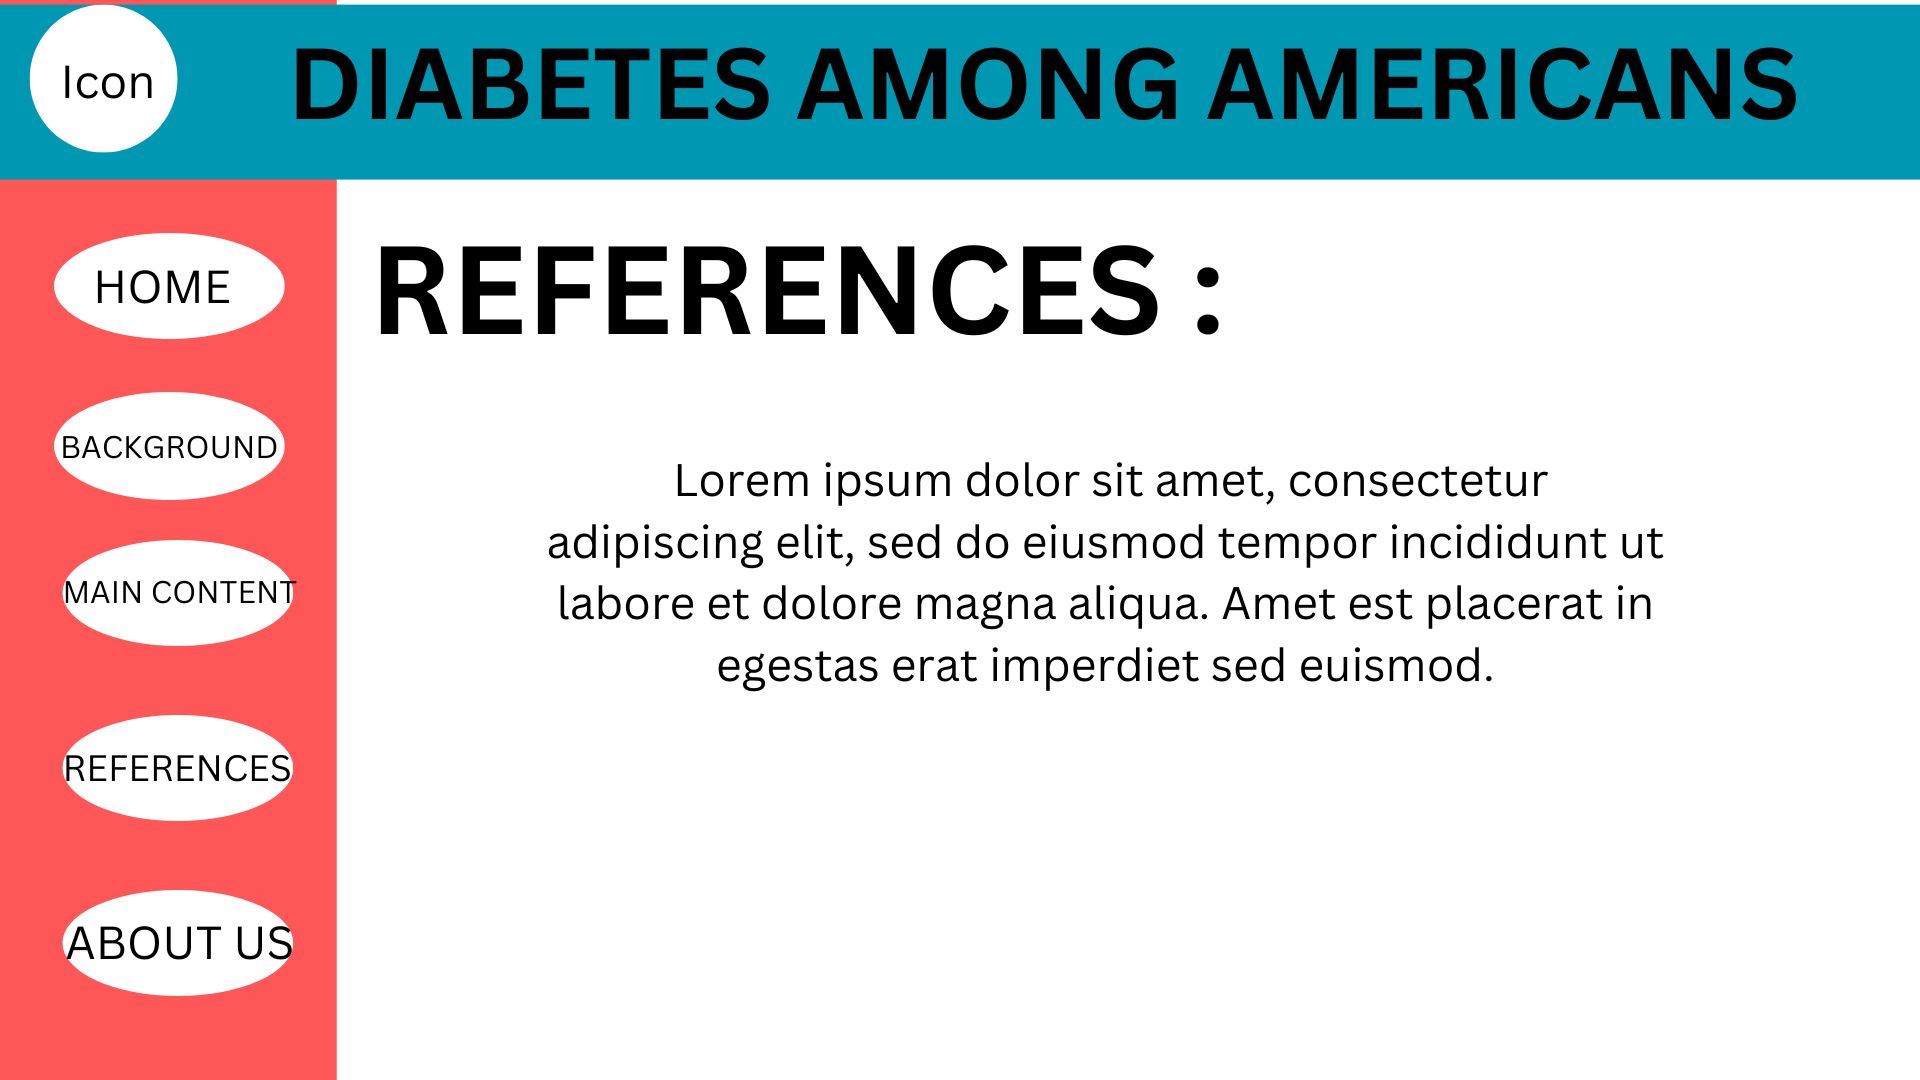 Icon
DIABETES AMONG AMERICANS
HOME
BACKGROUND
MAIN CONTENT
REFERENCES
ABOUT US
REFERENCES :
Lorem ipsum dolor sit amet, consectetur
adipiscing elit, sed do eiusmod tempor incididunt ut
labore et dolore magna aliqua. Amet est placerat in
egestas erat imperdiet sed euismod.